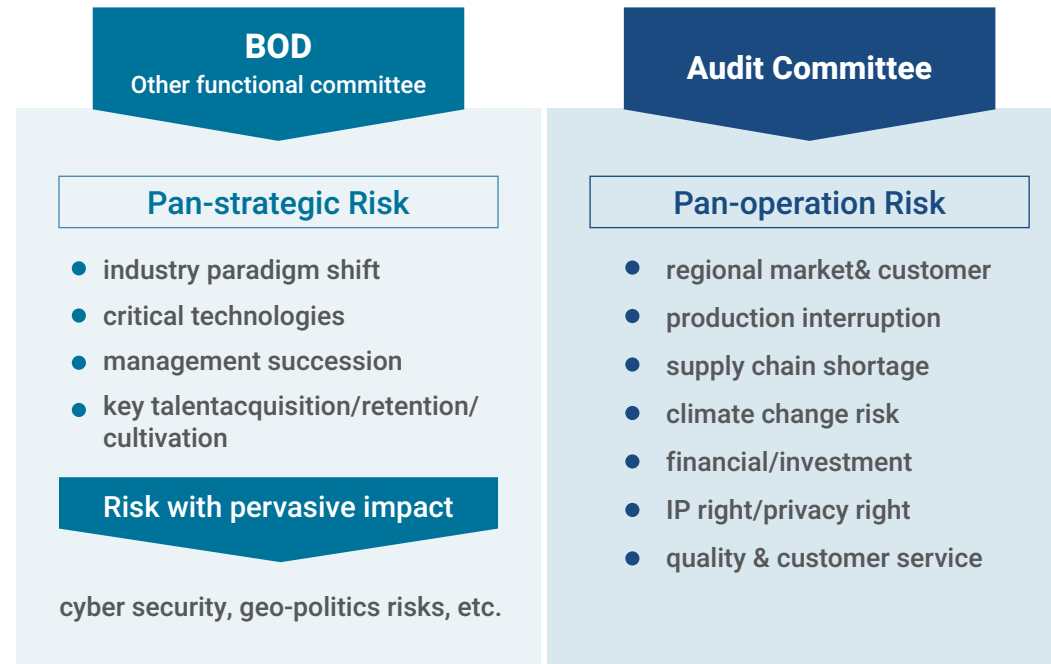 BOD
Other functional committee
Pan-strategic Risk
industry paradigm shift
critical technologies
management succession
key talentacquisition/retention/
cultivation
Risk with pervasive impact
cyber security, geo-politics risks, etc.
Audit Committee
Pan-operation Risk
regional market& customer
production interruption
supply chain shortage
climate change risk
financial/investment
IP right/privacy right
quality & customer service